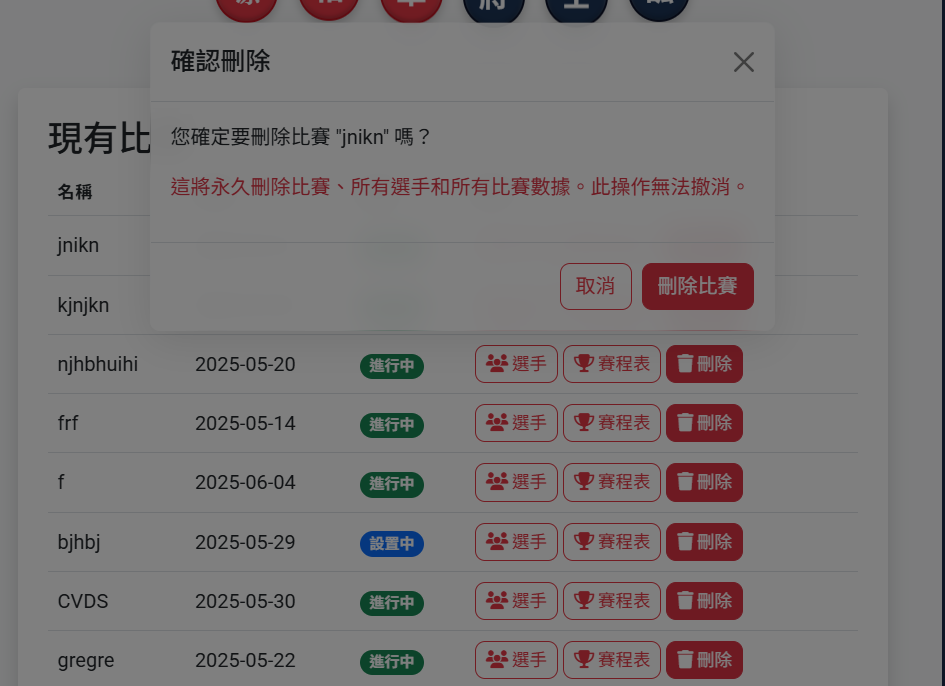 將
確認刪除
現有比
您確定要刪除比賽 "jnikn" 嗎？
這將永久刪除比賽、所有選手和所有比賽數據。此操作無法撤消。
名稱
jnikn
取消 刪除比賽
kjnjkn
njhbhuihi 2025-05-20 進行中 選手 賽程表 刪除
frf 2025-05-14 進行中 選手 賽程表 刪除
f 2025-06-04 進行中 選手 賽程表 刪除
bjhbj 2025-05-29 設置中 選手 賽程表 刪除
CVDS 2025-05-30 進行中 選手 賽程表 刪除
gregre 2025-05-22 進行中 選手 賽程表 刪除